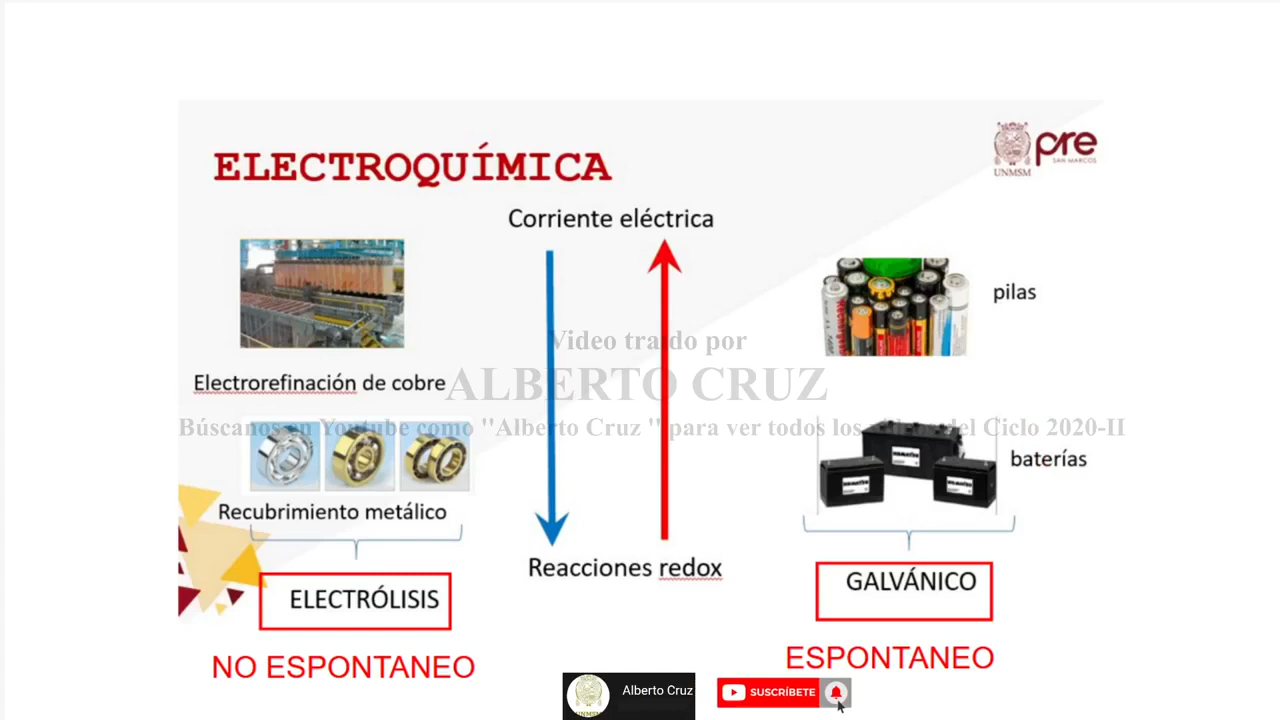 ELECTROQUÍMICA
pre
SAN MARCOS
UNMSM
Corriente eléctrica
pilas
Video traído por
Electrorefinación de cobre
ALBERTO CRUZ
Búscanos en Youtube como "Alberto Cruz" para ver todos los del Ciclo 2020-II
baterías
Recubrimiento metálico
Reacciones redox
ELECTRÓLISIS
GALVÁNICO
NO ESPONTANEO
ESPONTANEO
Alberto Cruz
UNMSM
SUSCRÍBETE